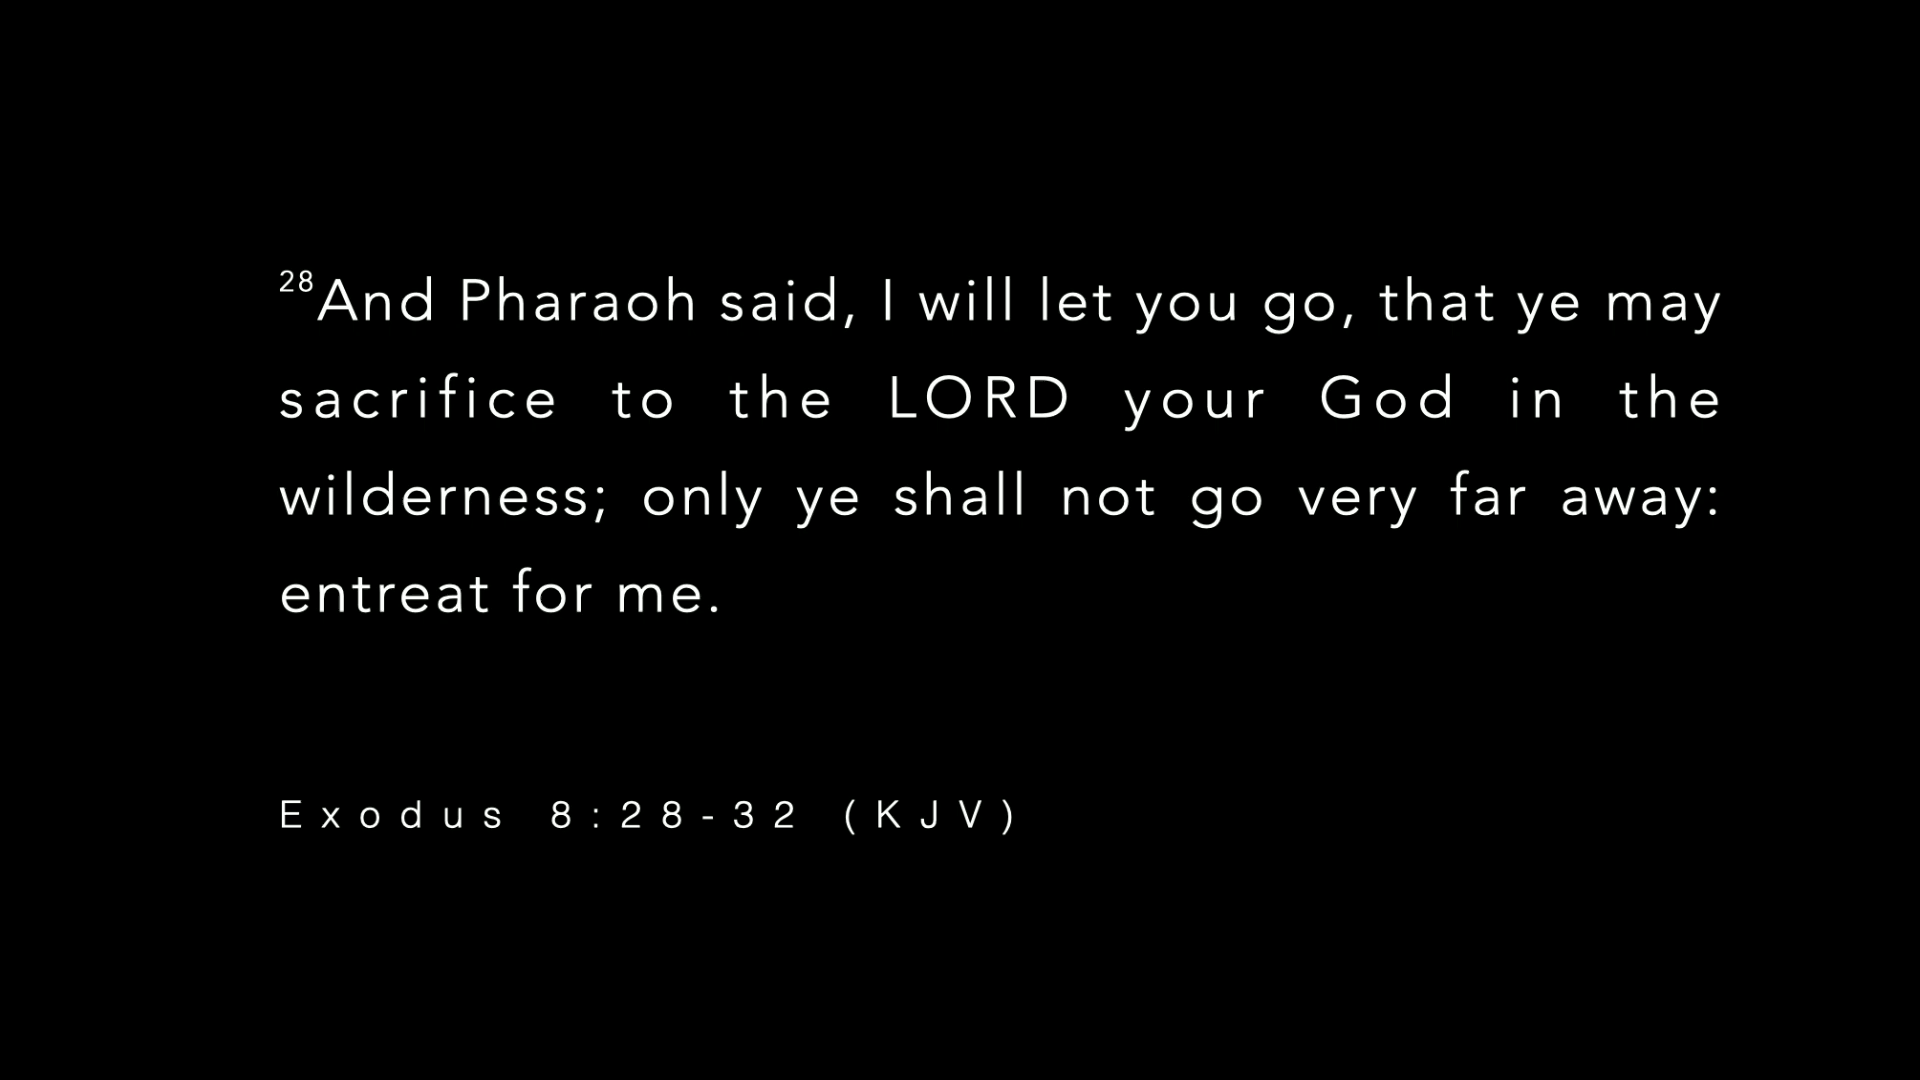 28And Pharaoh said, I will let you go, that ye may
sacrifice to the LORD your God in the
wilderness; only ye shall not go very far away:
entreat for me.
Exodus 8:28-32 (KJV)